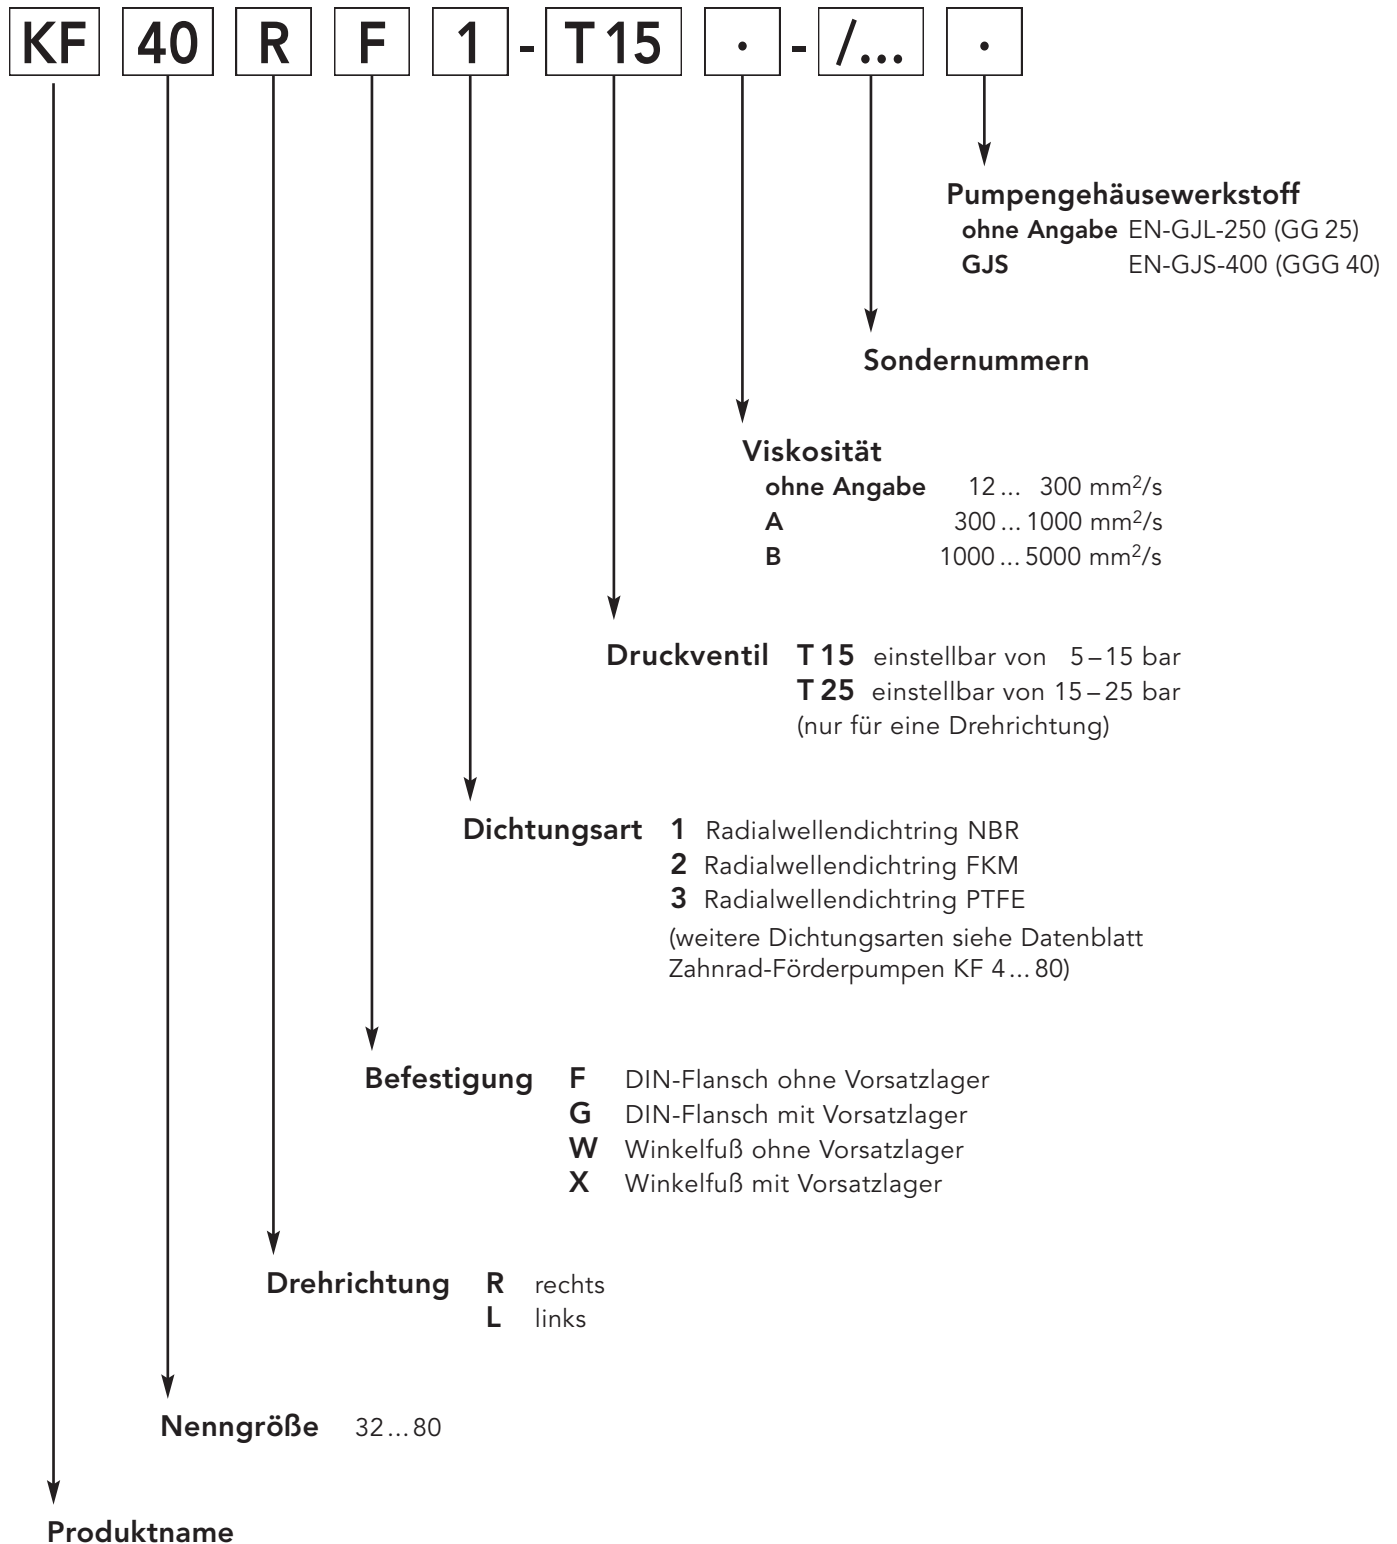 KF 40 R F 1 - T 15 · - /... ·
Pumpengehäusewerkstoff
ohne Angabe EN-GJL-250 (GG 25)
GJS EN-GJS-400 (GGG 40)
Sondernummern
Viskosität
ohne Angabe 12 ... 300 mm²/s
A 300 ... 1000 mm²/s
B 1000 ... 5000 mm²/s
Druckventil T 15 einstellbar von 5 – 15 bar
T 25 einstellbar von 15 – 25 bar
(nur für eine Drehrichtung)
Dichtungsart 1 Radialwellendichtring NBR
2 Radialwellendichtring FKM
3 Radialwellendichtring PTFE
(weitere Dichtungsarten siehe Datenblatt
Zahnrad-Förderpumpen KF 4 ... 80)
Befestigung F DIN-Flansch ohne Vorsatzlager
G DIN-Flansch mit Vorsatzlager
W Winkelfuß ohne Vorsatzlager
X Winkelfuß mit Vorsatzlager
Drehrichtung R rechts
L links
Nenngröße 32 ... 80
Produktname